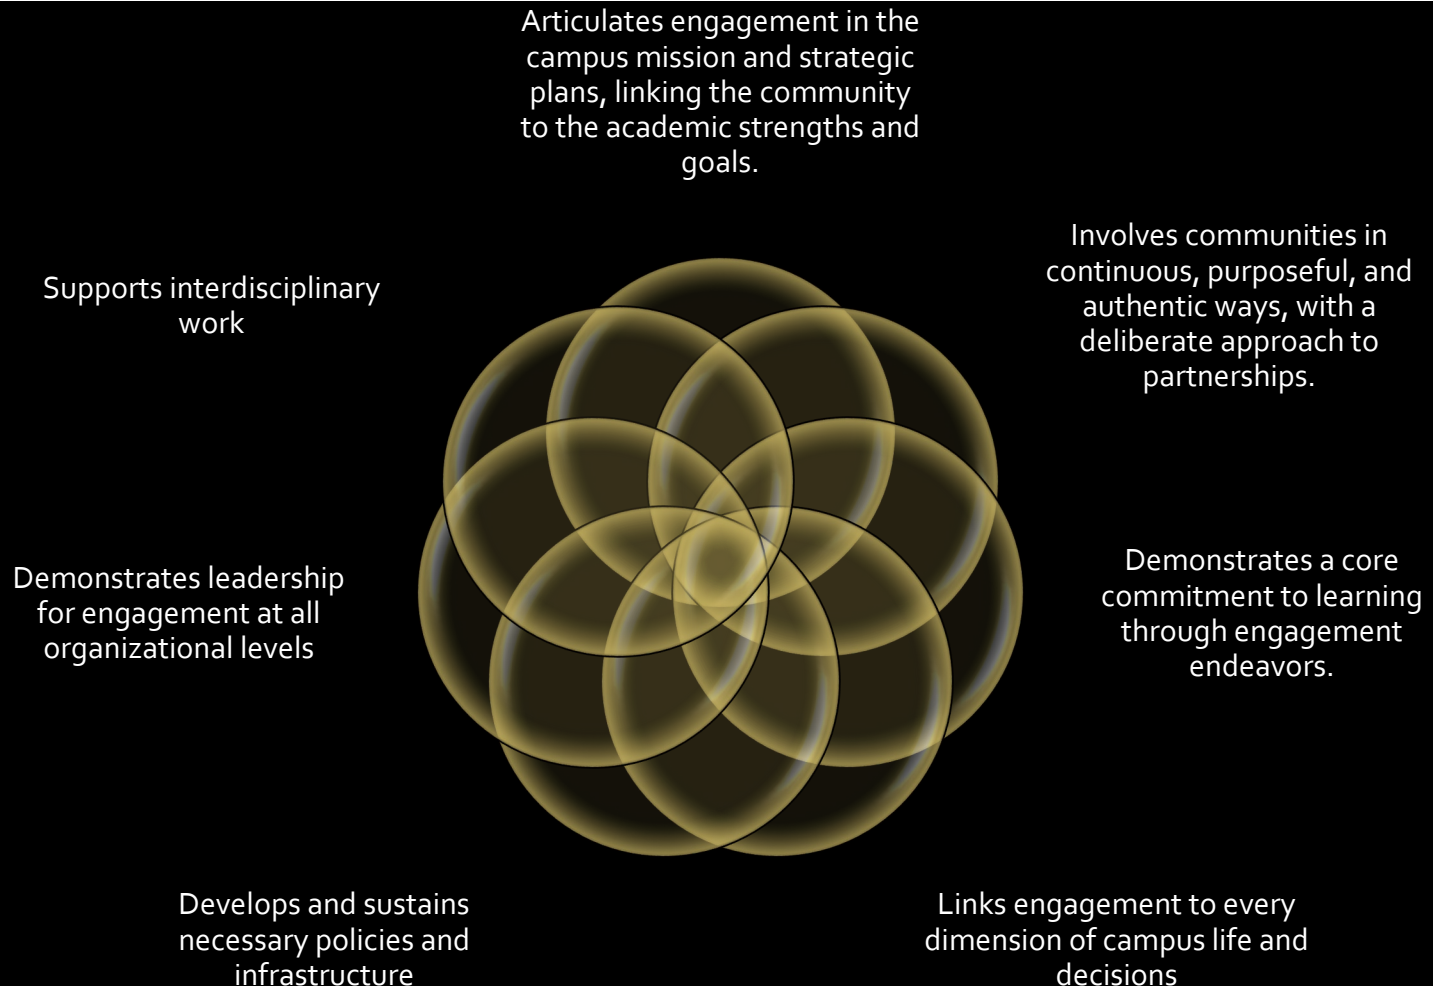 Articulates engagement in the
campus mission and strategic
plans, linking the community
to the academic strengths and
goals.
Involves communities in
continuous, purposeful, and
authentic ways, with a
deliberate approach to
partnerships.
Demonstrates a core
commitment to learning
through engagement
endeavors.
Links engagement to every
dimension of campus life and
decisions
Develops and sustains
necessary policies and
infrastructure
Demonstrates leadership
for engagement at all
organizational levels
Supports interdisciplinary
work